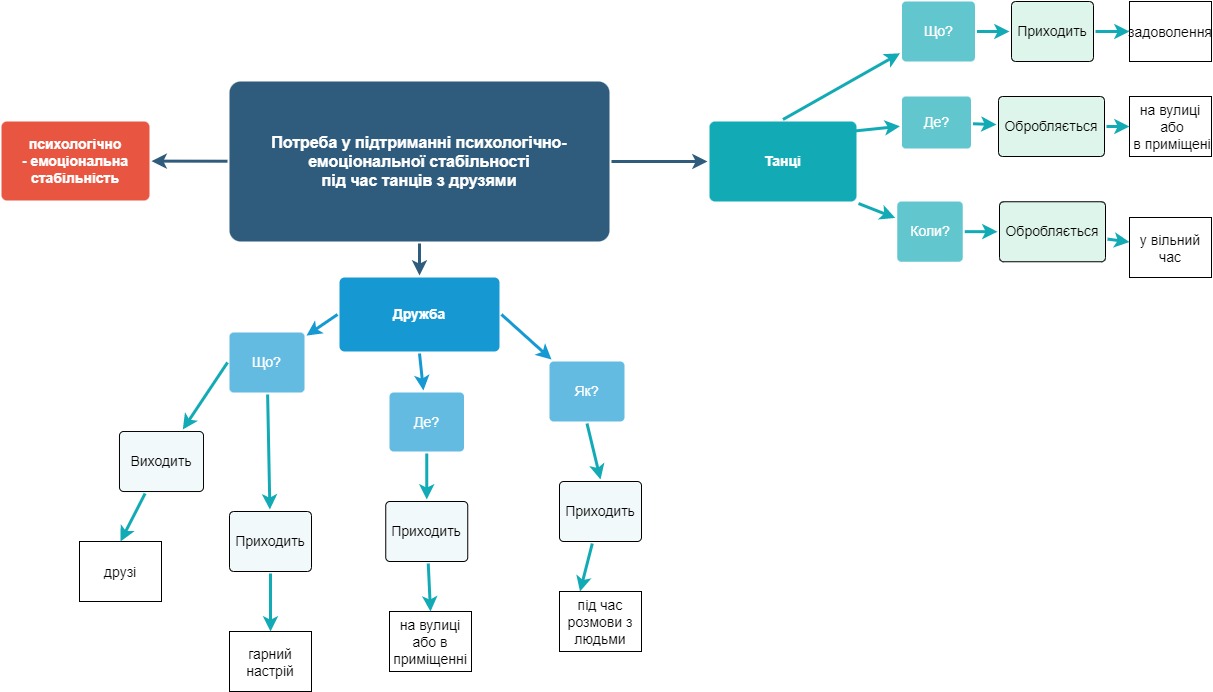 Що?
Приходить
задоволення
Потреба у підтриманні психологічно-
емоціональної стабільності
під час танців з друзями
психологічно
- емоціональна
стабільність
Танці
Де?
Обробляється
на вулиці
або
в приміщені
Коли?
Обробляється
у вільний
час
Дружба
Що?
Де?
Як?
Виходить
Приходить
Приходить
Приходить
друзі
гарний
настрій
на вулиці
або в
приміщенні
під час
розмови з
людьми